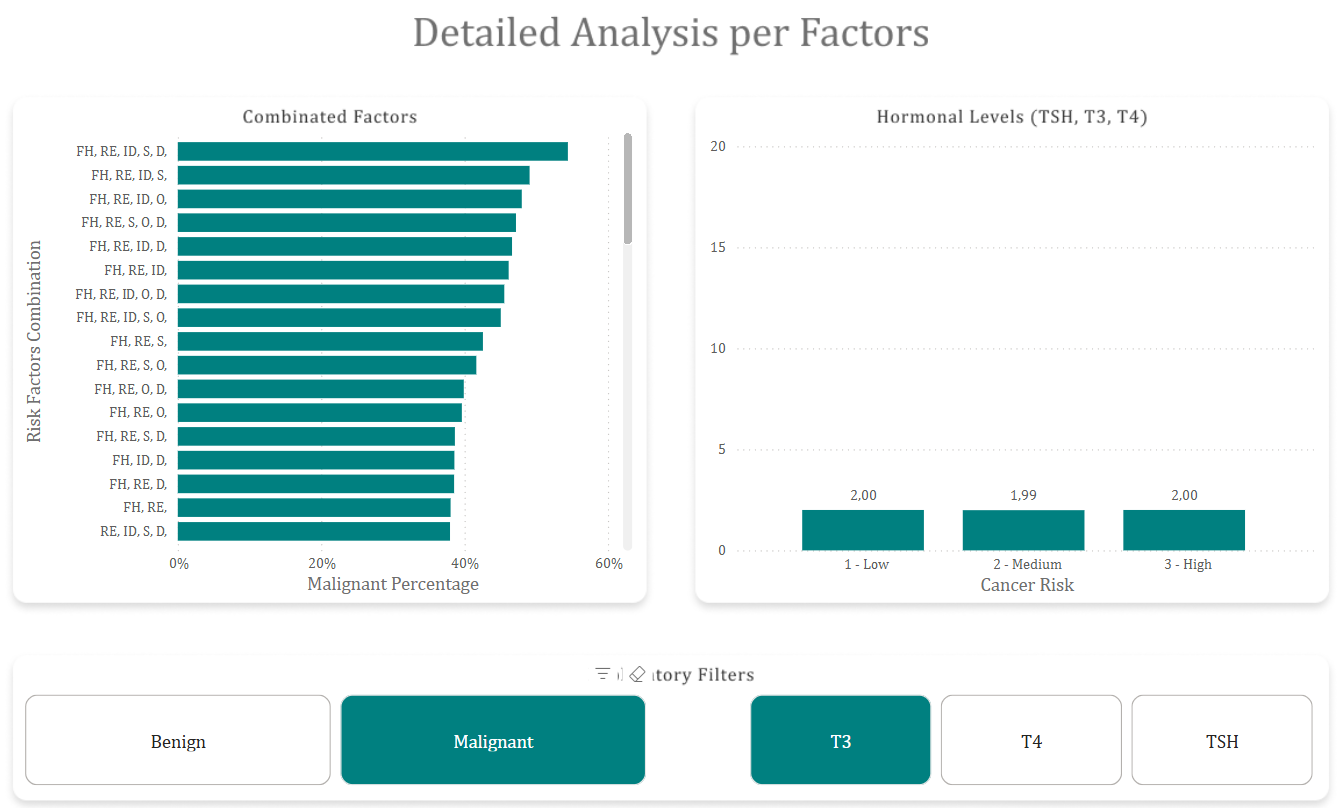 Detailed Analysis per Factors
Combinated Factors
Risk Factors Combination
FH, RE, ID, S, D,
FH, RE, ID, S,
FH, RE, ID, O,
FH, RE, S, O, D,
FH, RE, ID, D,
FH, RE, ID,
FH, RE, ID, O, D,
FH, RE, ID, S, O,
FH, RE, S,
FH, RE, S, O,
FH, RE, O, D,
FH, RE, O,
FH, RE, S, D,
FH, ID, D,
FH, RE, D,
FH, RE,
RE, ID, S, D,
0% 20% 40% 60%
Malignant Percentage
Hormonal Levels (TSH, T3, T4)
20
15
10
5
0
2,00 1,99 2,00
1 - Low 2 - Medium 3 - High
Cancer Risk
tory Filters
Benign Malignant T3 T4 TSH